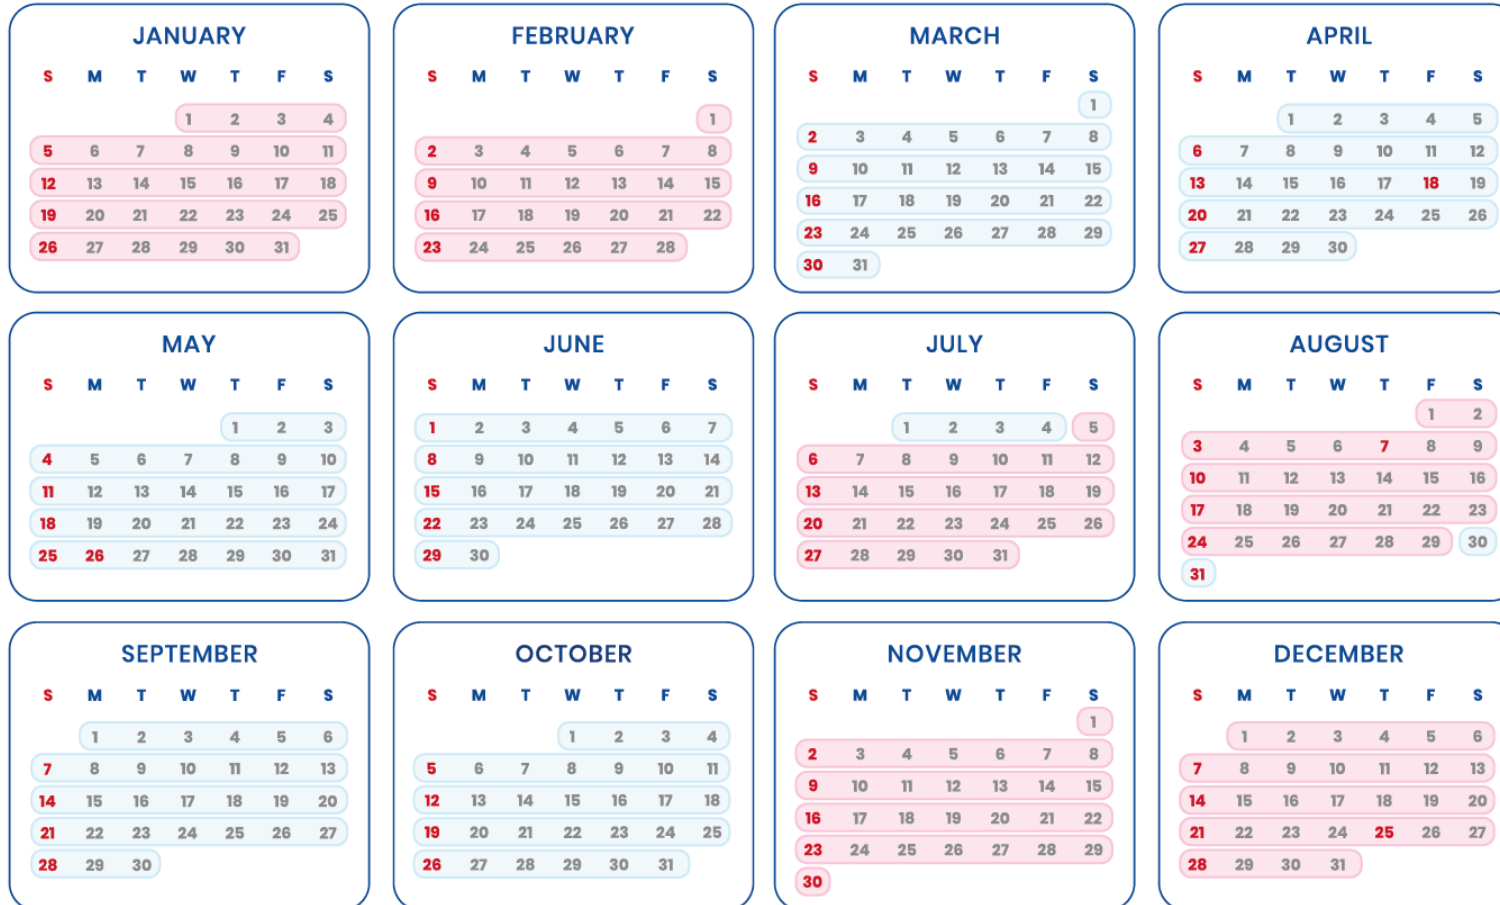 JANUARY
S M T W T F S
1 2 3 4
5 6 7 8 9 10 11
12 13 14 15 16 17 18
19 20 21 22 23 24 25
26 27 28 29 30 31
FEBRUARY
S M T W T F S
1
2 3 4 5 6 7 8
9 10 11 12 13 14 15
16 17 18 19 20 21 22
23 24 25 26 27 28
MARCH
S M T W T F S
1
2 3 4 5 6 7 8
9 10 11 12 13 14 15
16 17 18 19 20 21 22
23 24 25 26 27 28 29
30 31
APRIL
S M T W T F S
1 2 3 4 5
6 7 8 9 10 11 12
13 14 15 16 17 18 19
20 21 22 23 24 25 26
27 28 29 30
MAY
S M T W T F S
1 2 3
4 5 6 7 8 9 10
11 12 13 14 15 16 17
18 19 20 21 22 23 24
25 26 27 28 29 30 31
JUNE
S M T W T F S
1 2 3 4 5 6 7
8 9 10 11 12 13 14
15 16 17 18 19 20 21
22 23 24 25 26 27 28
29 30
JULY
S M T W T F S
1 2 3 4 5
6 7 8 9 10 11 12
13 14 15 16 17 18 19
20 21 22 23 24 25 26
27 28 29 30 31
AUGUST
S M T W T F S
1 2
3 4 5 6 7 8 9
10 11 12 13 14 15 16
17 18 19 20 21 22 23
24 25 26 27 28 29 30
31
SEPTEMBER
S M T W T F S
1 2 3 4 5 6
7 8 9 10 11 12 13
14 15 16 17 18 19 20
21 22 23 24 25 26 27
28 29 30
OCTOBER
S M T W T F S
1 2 3 4
5 6 7 8 9 10 11
12 13 14 15 16 17 18
19 20 21 22 23 24 25
26 27 28 29 30 31
NOVEMBER
S M T W T F S
1
2 3 4 5 6 7 8
9 10 11 12 13 14 15
16 17 18 19 20 21 22
23 24 25 26 27 28 29
30
DECEMBER
S M T W T F S
1 2 3 4 5 6
7 8 9 10 11 12 13
14 15 16 17 18 19 20
21 22 23 24 25 26 27
28 29 30 31